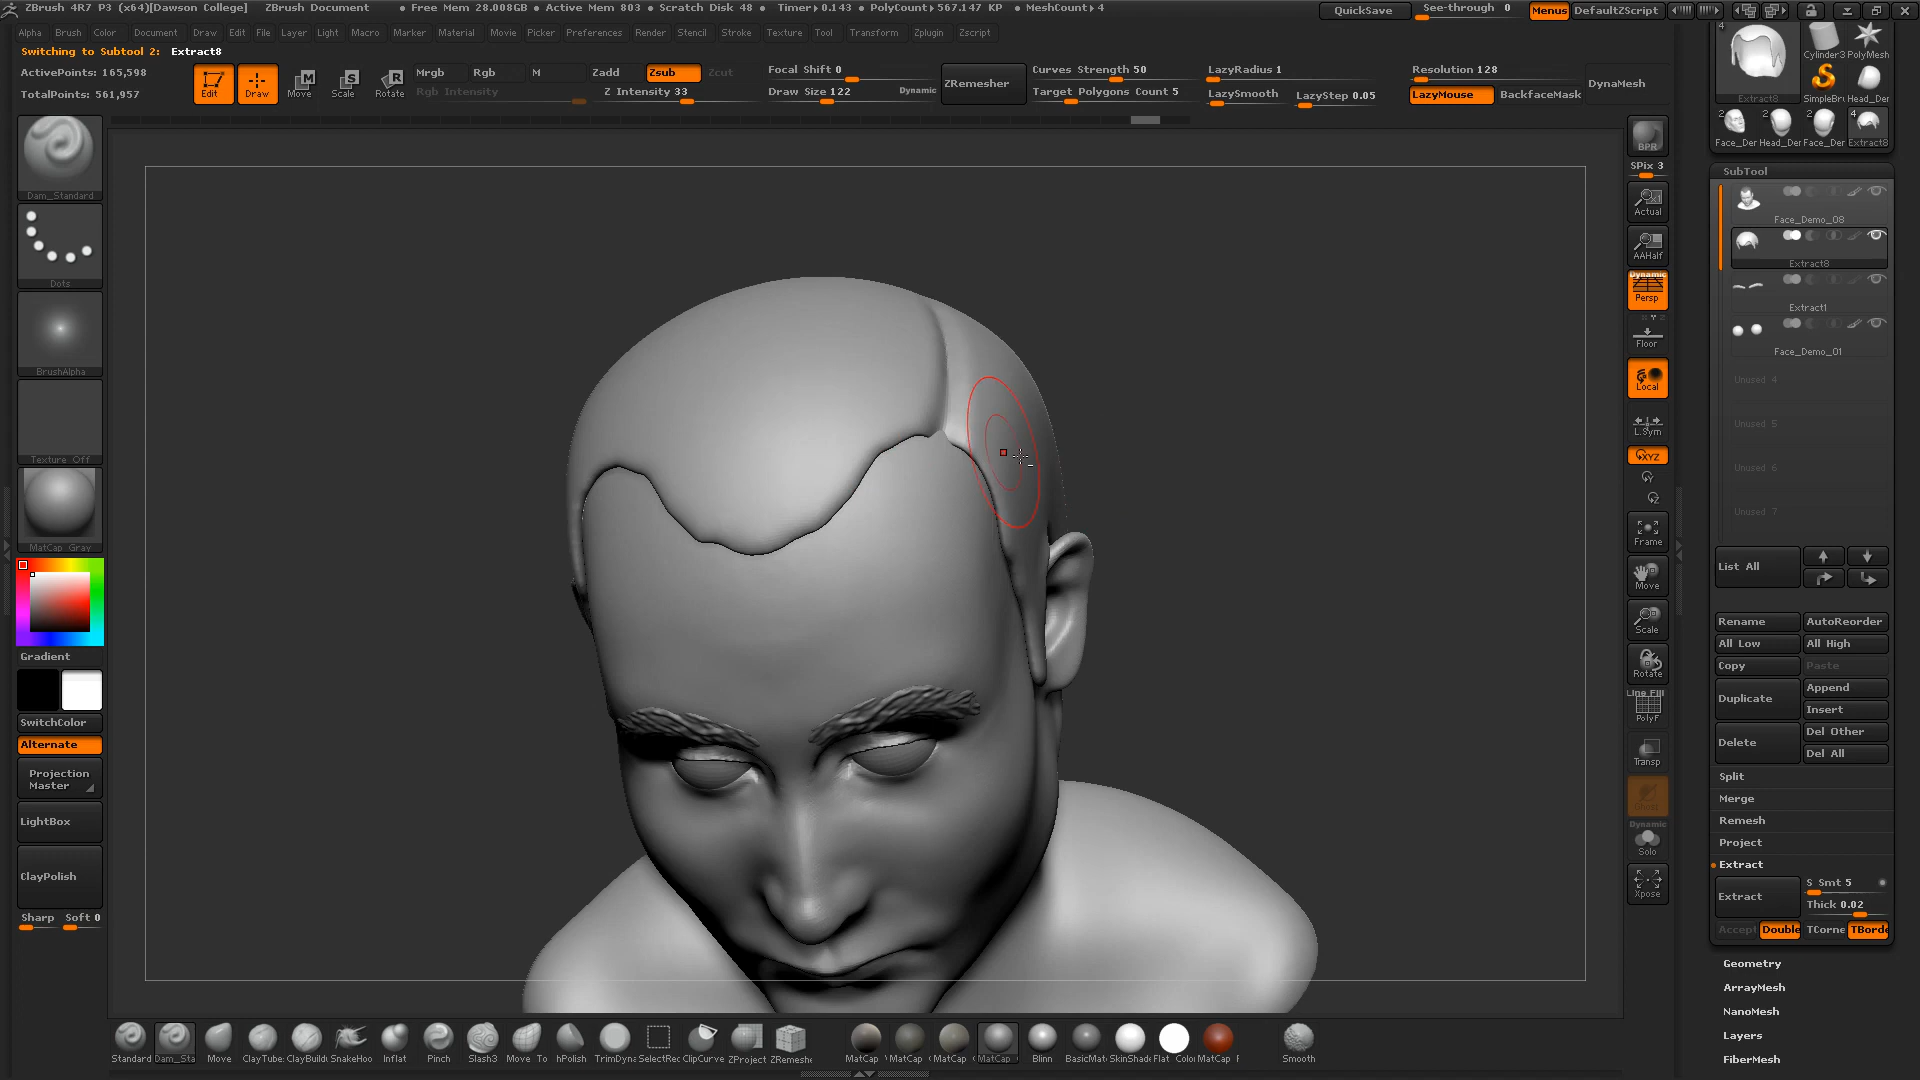 ZBrush 4R7 P3 (x64)[Dawson College]   ZBrush Document   • Free Mem 28.008GB • Active Mem 803 • Scratch Disk 48 • Timer▸0.143 • PolyCount▸567.147 KP • MeshCount▸4   QuickSave   See-through 0   Menus   DefaultZScript
Alpha Brush Color Document Draw Edit File Layer Light Macro Marker Material Movie Picker Preferences Render Stencil Stroke Texture Tool Transform Zplugin Zscript
Switching to Subtool 2: Extract8
ActivePoints: 165,598
TotalPoints: 561,957
Edit Draw Move Scale Rotate
Mrgb Rgb M Zadd Zsub Zcut
Rgb Intensity Z Intensity 33
Focal Shift 0
Draw Size 122 Dynamic
ZRemesher
Curves Strength 50
Target Polygons Count 5
LazyRadius 1
LazySmooth LazyStep 0.05
Resolution 128
LazyMouse BackfaceMask
DynaMesh
Dam_Standard
Dots
BrushAlpha
Texture Off
MatCap Gray
Gradient
SwitchColor
Alternate
Projection
Master
LightBox
ClayPolish
Sharp Soft 0
BPR
SPix 3
Actual
AAHalf
Dynamic
Persp
Floor
Local
L.Sym
XYZ
Frame
Move
Scale
Rotate
Line Fill
PolyF
Transp
Ghost
Dynamic
Solo
Xpose
4
Extract8
Cylinder3 PolyMesh
SimpleBru Head_Der
2 2 2 4
Face_Der Head_Der Face_Der Extract8
SubTool
Face_Demo_08
Extract8
Extract1
Face_Demo_01
Unused 4
Unused 5
Unused 6
Unused 7
List All
Rename AutoReorder
All Low All High
Copy Paste
Duplicate Append
Insert
Delete Del Other
Del All
Split
Merge
Remesh
Project
Extract
Extract S Smt 5
Thick 0.02
Accept Double TCorne TBorde
Geometry
ArrayMesh
NanoMesh
Layers
FiberMesh
Standard Dam_Sta Move ClayTube: ClayBuild SnakeHoo Inflat Pinch Slash3 Move To hPolish TrimDyna SelectRec ClipCurve ZProject ZRemeshe MatCap MatCap MatCap MatCap Blinn BasicMat SkinShad Flat Color MatCap F Smooth